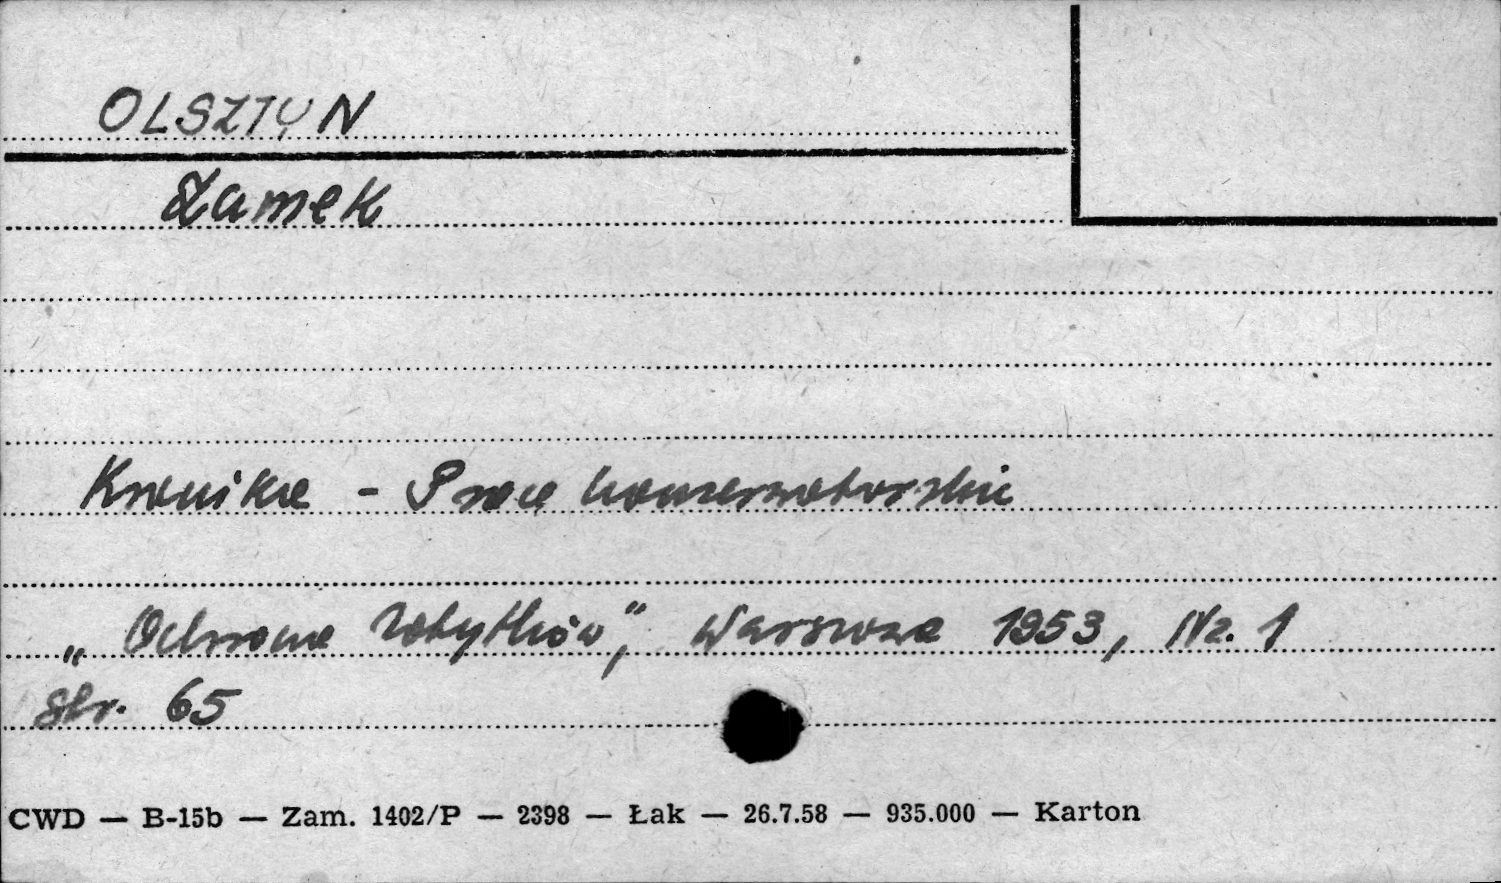 OLSZTYN
Zamek
Kronika - Prace konserwatorskie
„Ochrona Zabytków", Warszawa 1953, Nr. 1
Str. 65
CWD — B-15b — Zam. 1402/P — 2398 — Łak — 26.7.58 — 935.000 — Karton